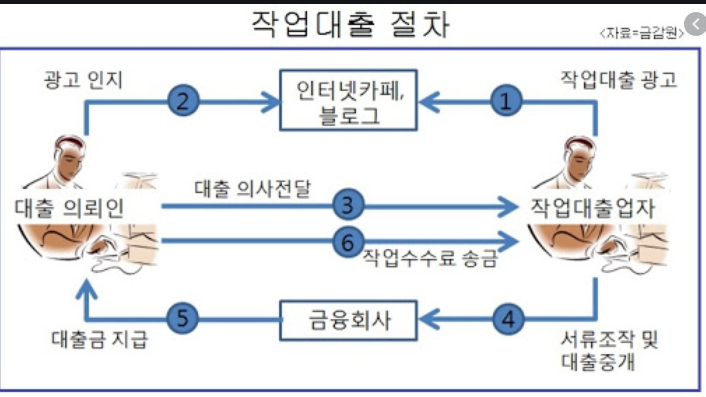 작업대출 절차
<자료=금감원>
광고 인지
작업대출 광고
2
인터넷카페,
블로그
1
대출 의사전달
3
대출 의뢰인
작업대출업자
6
작업수수료 송금
5
금융회사
4
대출금 지급
서류조작 및
대출중개